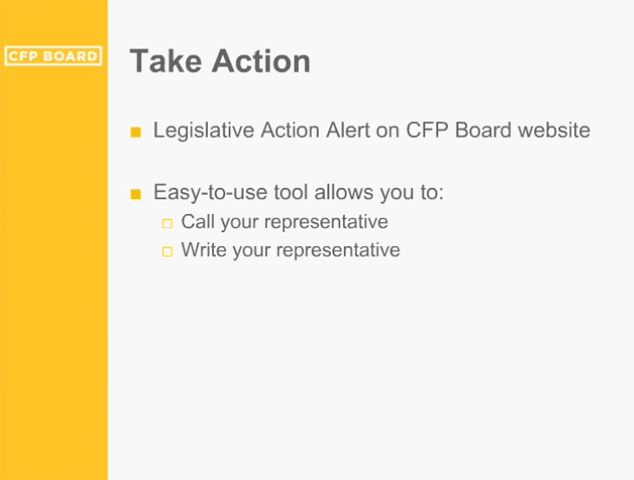 CFP BOARD
Take Action
Legislative Action Alert on CFP Board website
Easy-to-use tool allows you to:
Call your representative
Write your representative